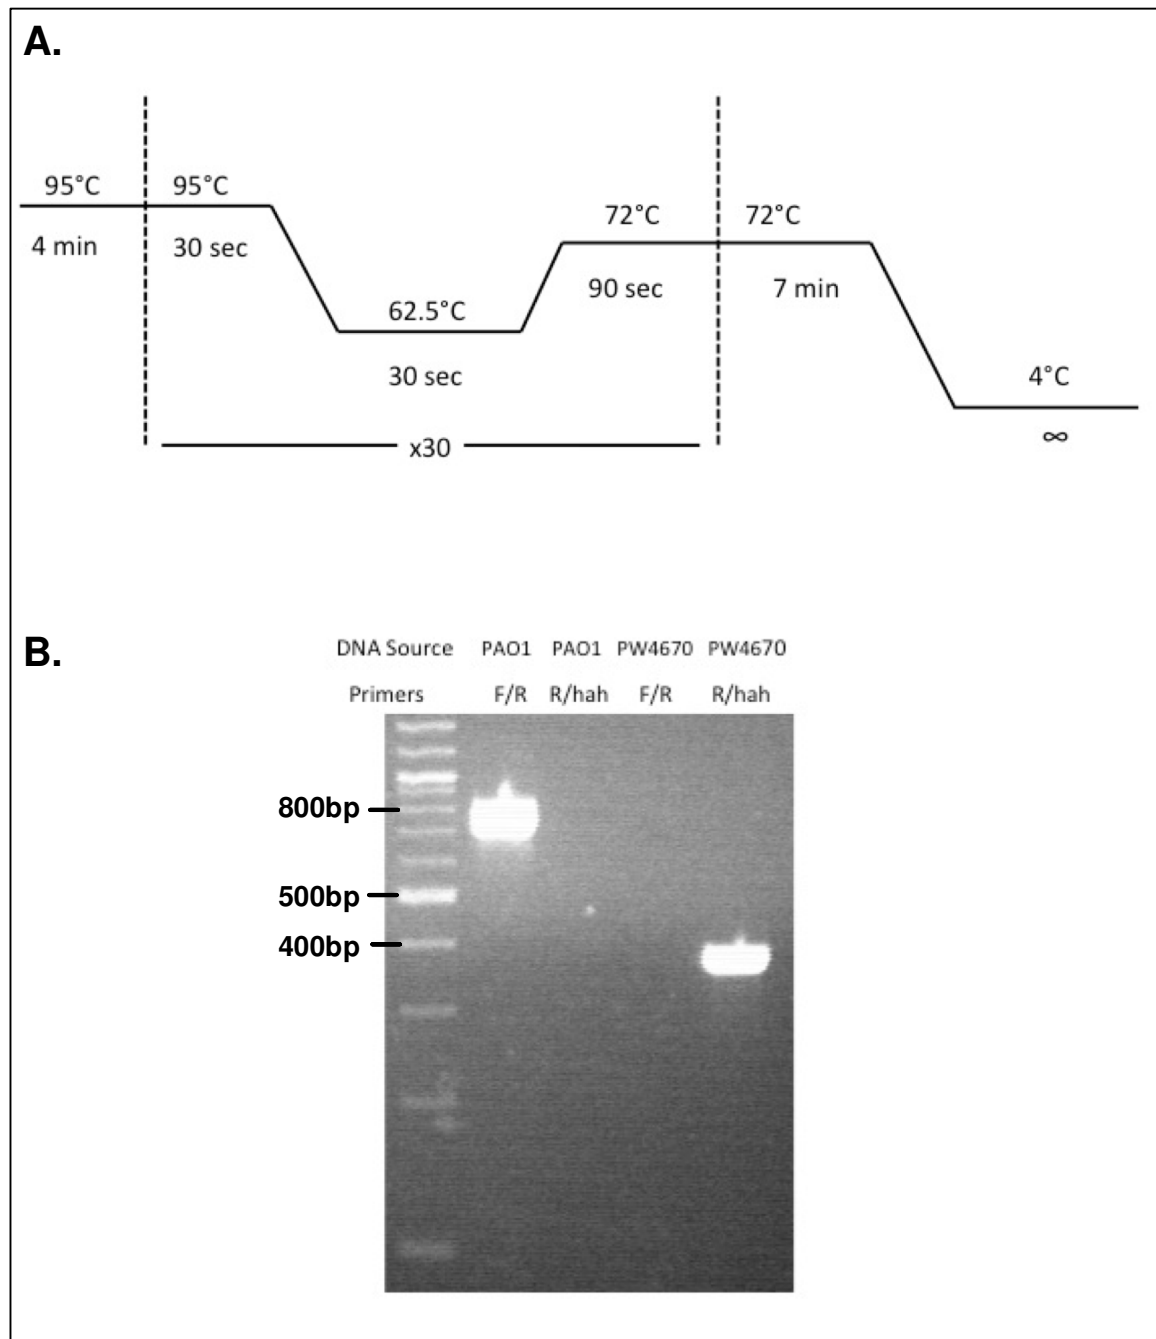 A.
95°C 95°C
72°C 72°C
4 min 30 sec
90 sec 7 min
62.5°C
30 sec
4°C
x30
∞
B.
DNA Source PAO1 PAO1 PW4670 PW4670
Primers F/R R/hah F/R R/hah
800bp
500bp
400bp